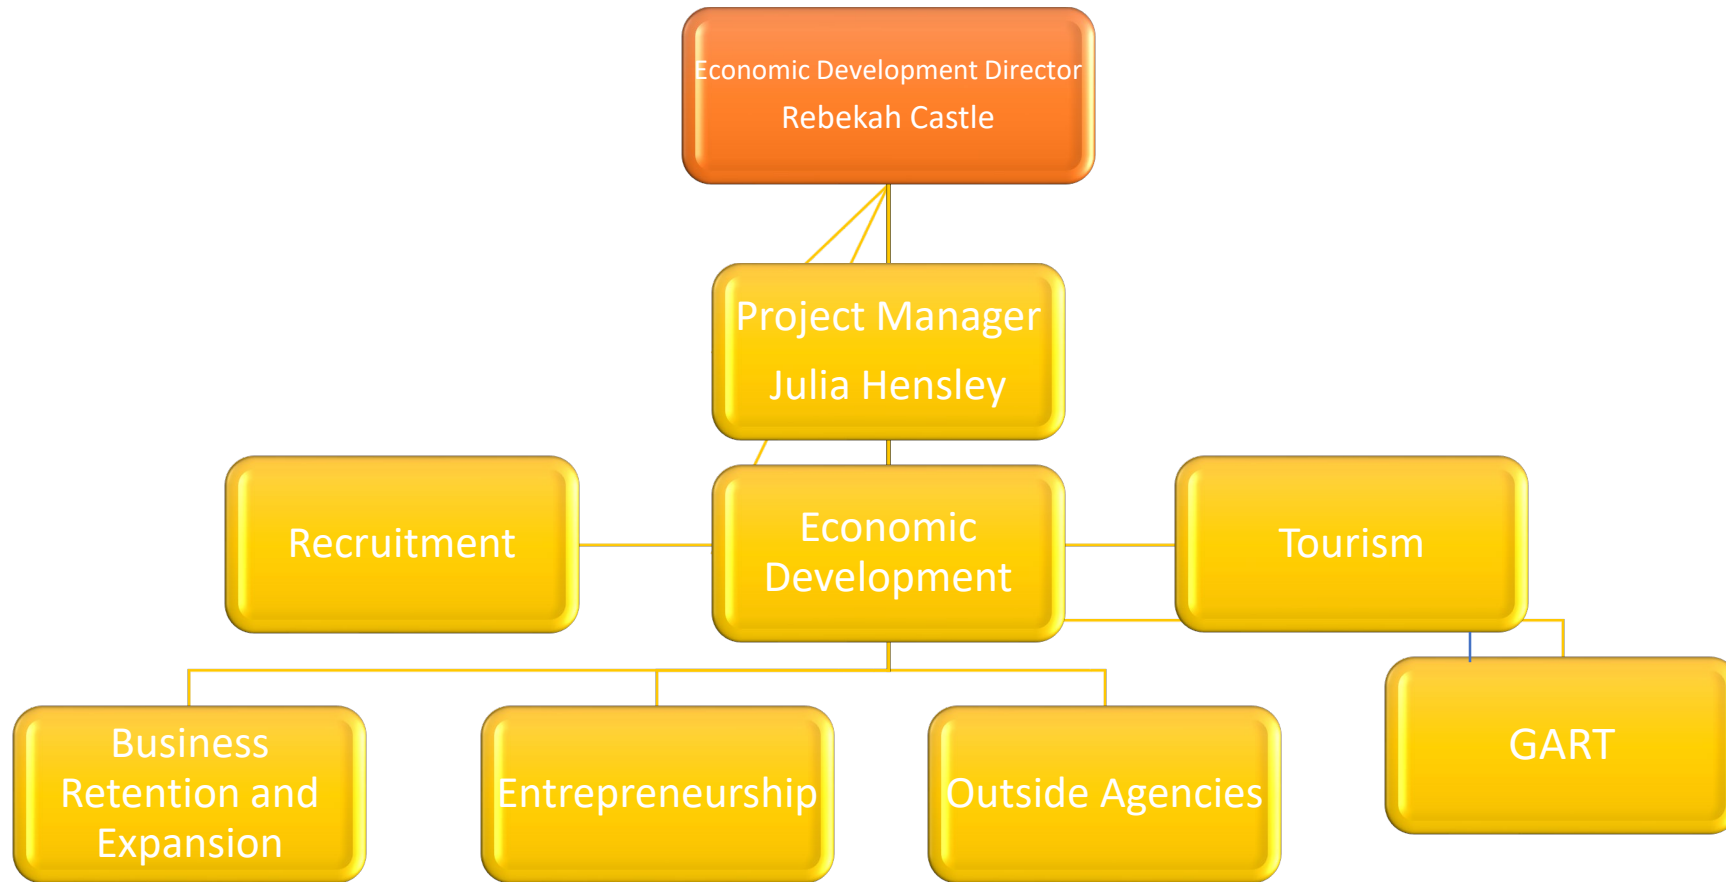 Economic Development Director
Rebekah Castle
Project Manager
Julia Hensley
Recruitment
Economic
Development
Tourism
Business
Retention and
Expansion
Entrepreneurship
Outside Agencies
GART